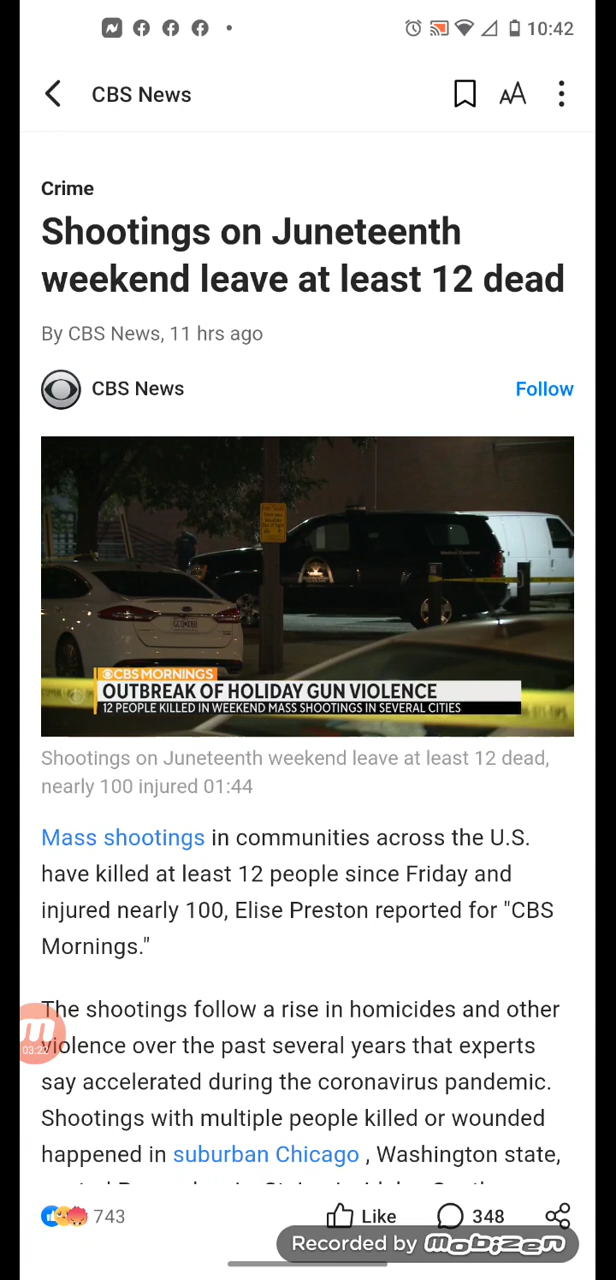 10:42
CBS News
AA
Crime
Shootings on Juneteenth
weekend leave at least 12 dead
By CBS News, 11 hrs ago
CBS News
Follow
CBS MORNINGS
OUTBREAK OF HOLIDAY GUN VIOLENCE
12 PEOPLE KILLED IN WEEKEND MASS SHOOTINGS IN SEVERAL CITIES
Shootings on Juneteenth weekend leave at least 12 dead,
nearly 100 injured 01:44
Mass shootings in communities across the U.S.
have killed at least 12 people since Friday and
injured nearly 100, Elise Preston reported for "CBS
Mornings."
The shootings follow a rise in homicides and other
violence over the past several years that experts
say accelerated during the coronavirus pandemic.
Shootings with multiple people killed or wounded
happened in suburban Chicago , Washington state,
743
Like
348
Recorded by mobizen